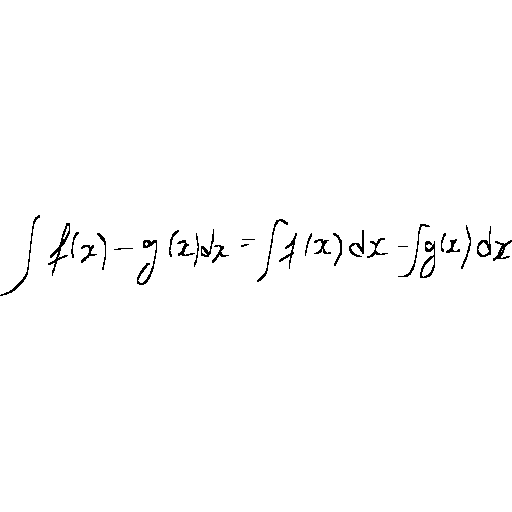 ∫ f(x) − g(x)dx = ∫f(x)dx − ∫g(x)dx